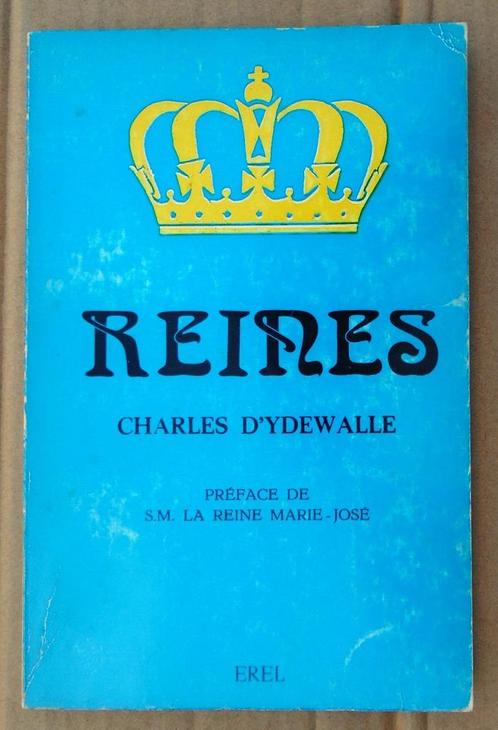 REINES
CHARLES D'YDEWALLE
PRÉFACE DE
S.M. LA REINE MARIE-JOSÉ
EREL